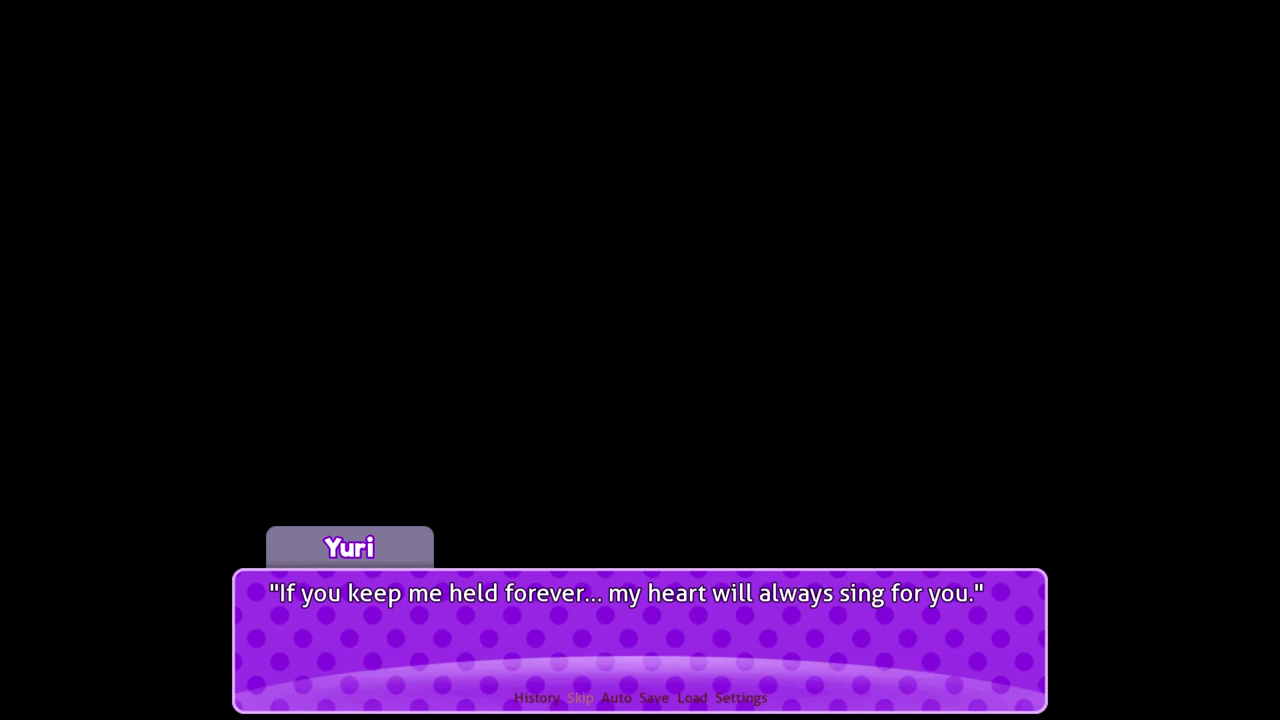 Yuri
"If you keep me held forever... my heart will always sing for you."
History Skip Auto Save Load Settings